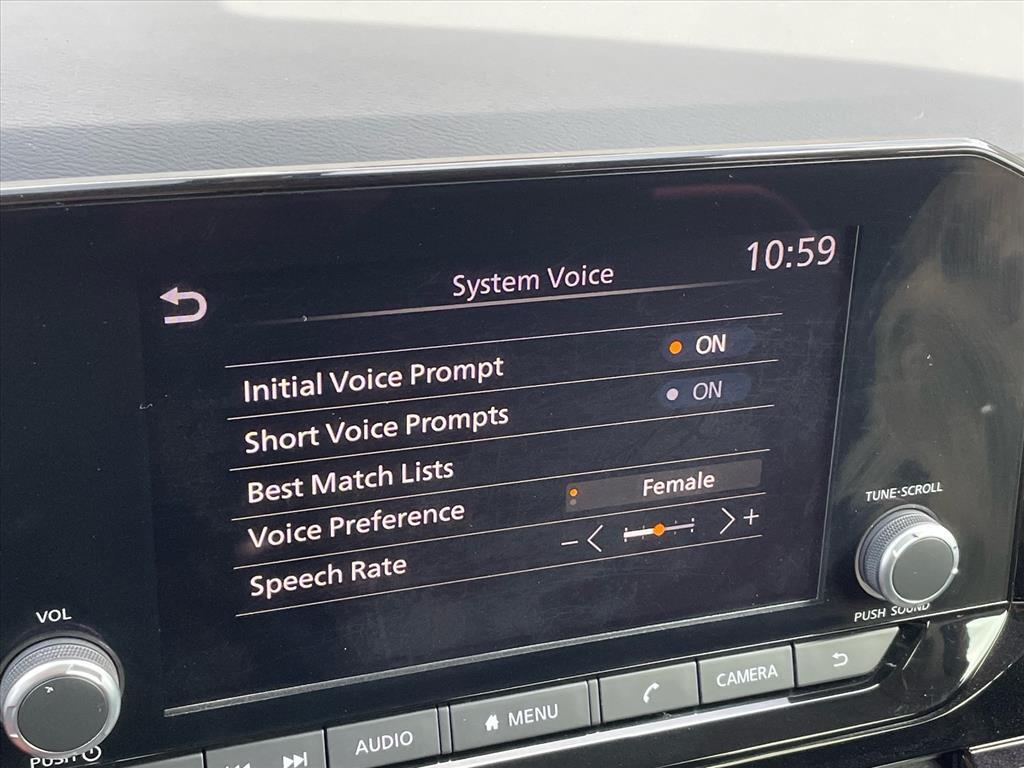 10:59
System Voice
Initial Voice Prompt ON
Short Voice Prompts ON
Best Match Lists
Voice Preference Female
Speech Rate − +
TUNE·SCROLL
PUSH SOUND
VOL
PUSH
AUDIO
MENU
CAMERA